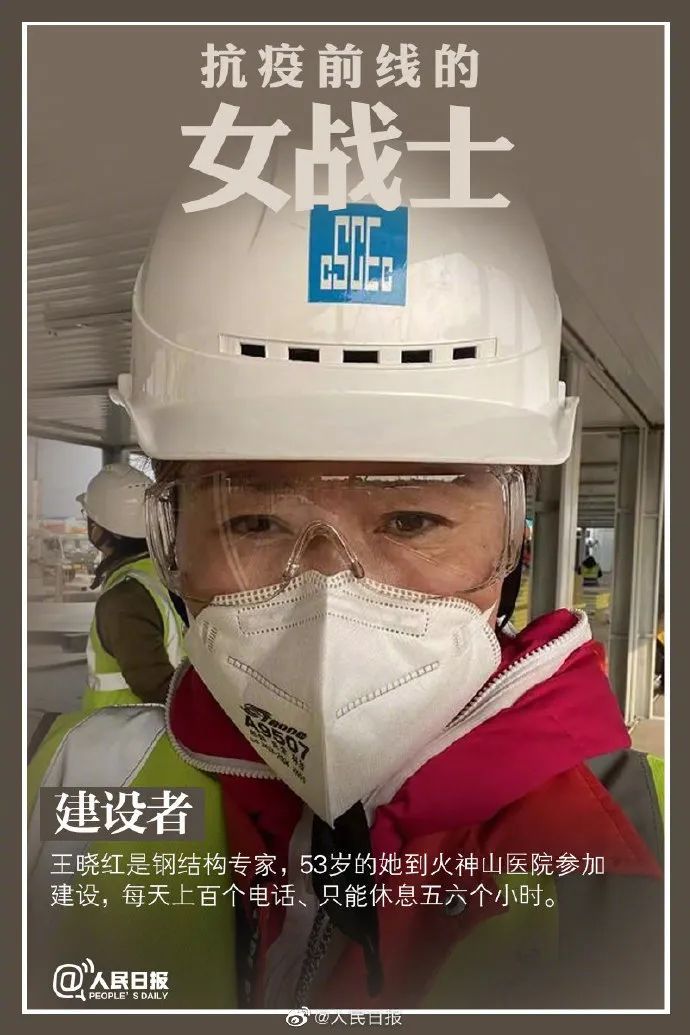 抗疫前线的
女战士
CSCEC
STRONG
A9507
建设者
王晓红是钢结构专家，53岁的她到火神山医院参加
建设，每天上百个电话、只能休息五六个小时。
@人民日报
PEOPLE'S DAILY
@人民日报